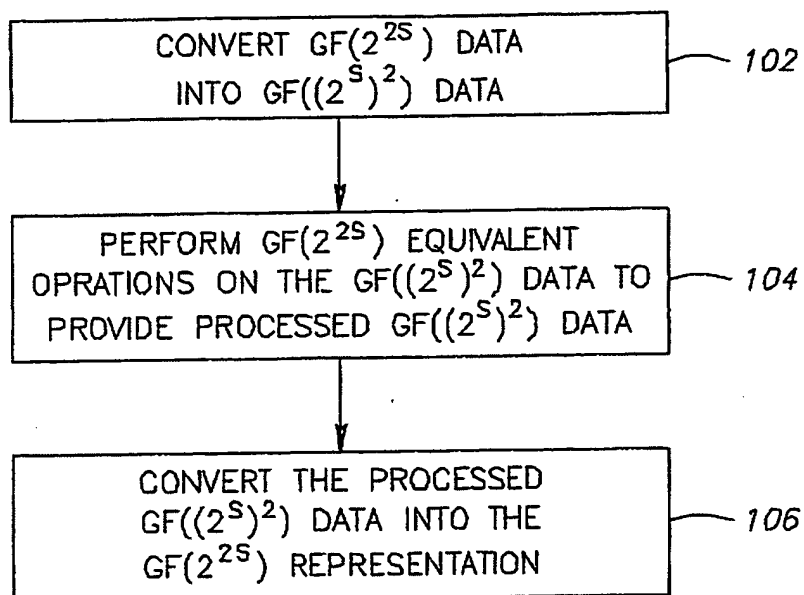 CONVERT GF(2^2S) DATA
INTO GF((2^S)^2) DATA
102
PERFORM GF(2^2S) EQUIVALENT
OPRATIONS ON THE GF((2^S)^2) DATA TO
PROVIDE PROCESSED GF((2^S)^2) DATA
104
CONVERT THE PROCESSED
GF((2^S)^2) DATA INTO THE
GF(2^2S) REPRESENTATION
106